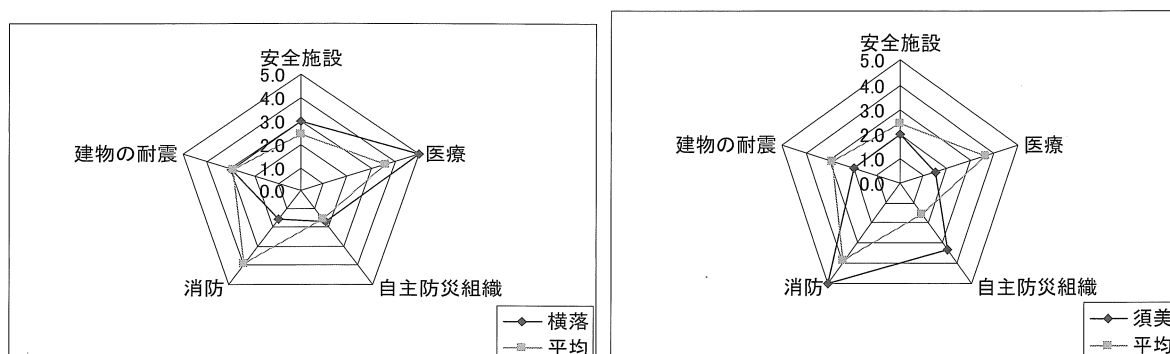 安全施設
5.0
4.0
3.0
2.0
1.0
0.0
医療
自主防災組織
消防
建物の耐震
横落
平均
安全施設
5.0
4.0
3.0
2.0
1.0
0.0
医療
自主防災組織
消防
建物の耐震
須美
平均